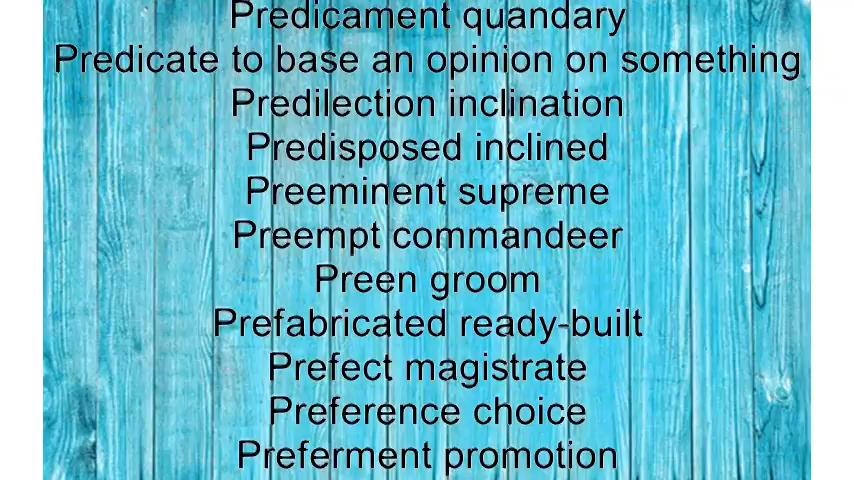 Predicament quandary
Predicate to base an opinion on something
Predilection inclination
Predisposed inclined
Preeminent supreme
Preempt commandeer
Preen groom
Prefabricated ready-built
Prefect magistrate
Preference choice
Preferment promotion